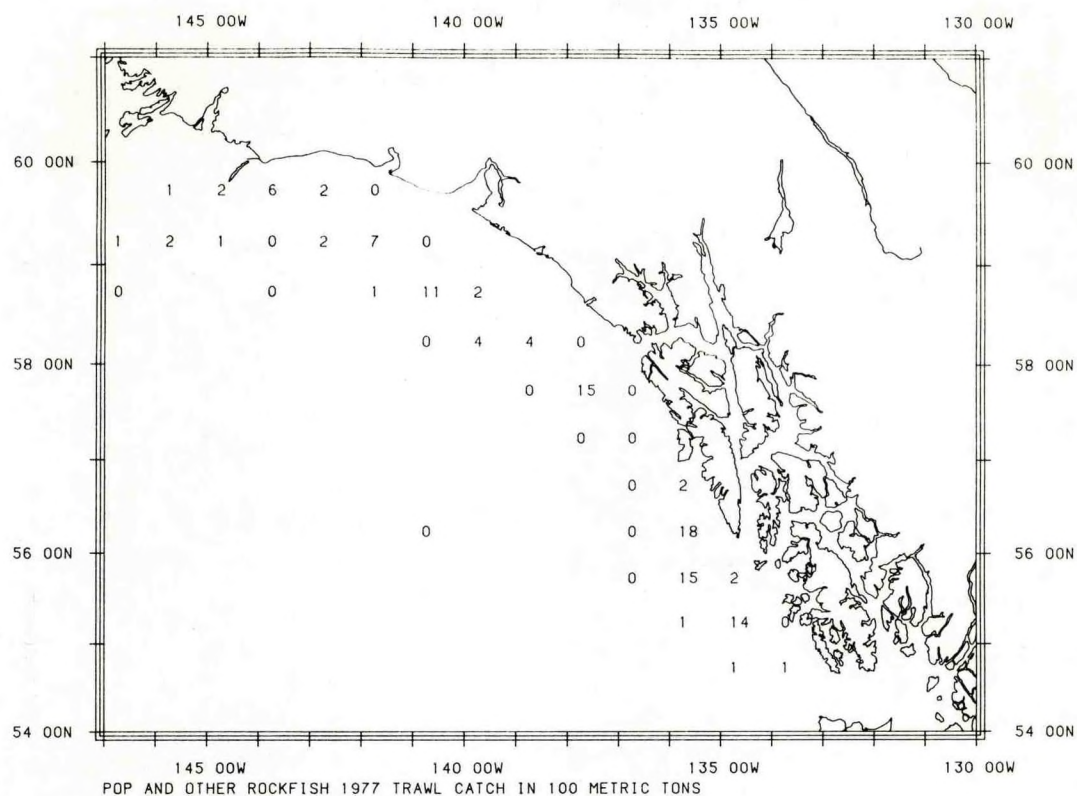 145 00W 140 00W 135 00W 130 00W
60 00N 60 00N
1 2 6 2 0
1 2 1 0 2 7 0
0 0 1 11 2
0 4 4 0
58 00N 58 00N
0 15 0
0 0
0 2
0 0 18
56 00N 56 00N
0 15 2
1 14 0
1 1
54 00N 54 00N
145 00W 140 00W 135 00W 130 00W
POP AND OTHER ROCKFISH 1977 TRAWL CATCH IN 100 METRIC TONS